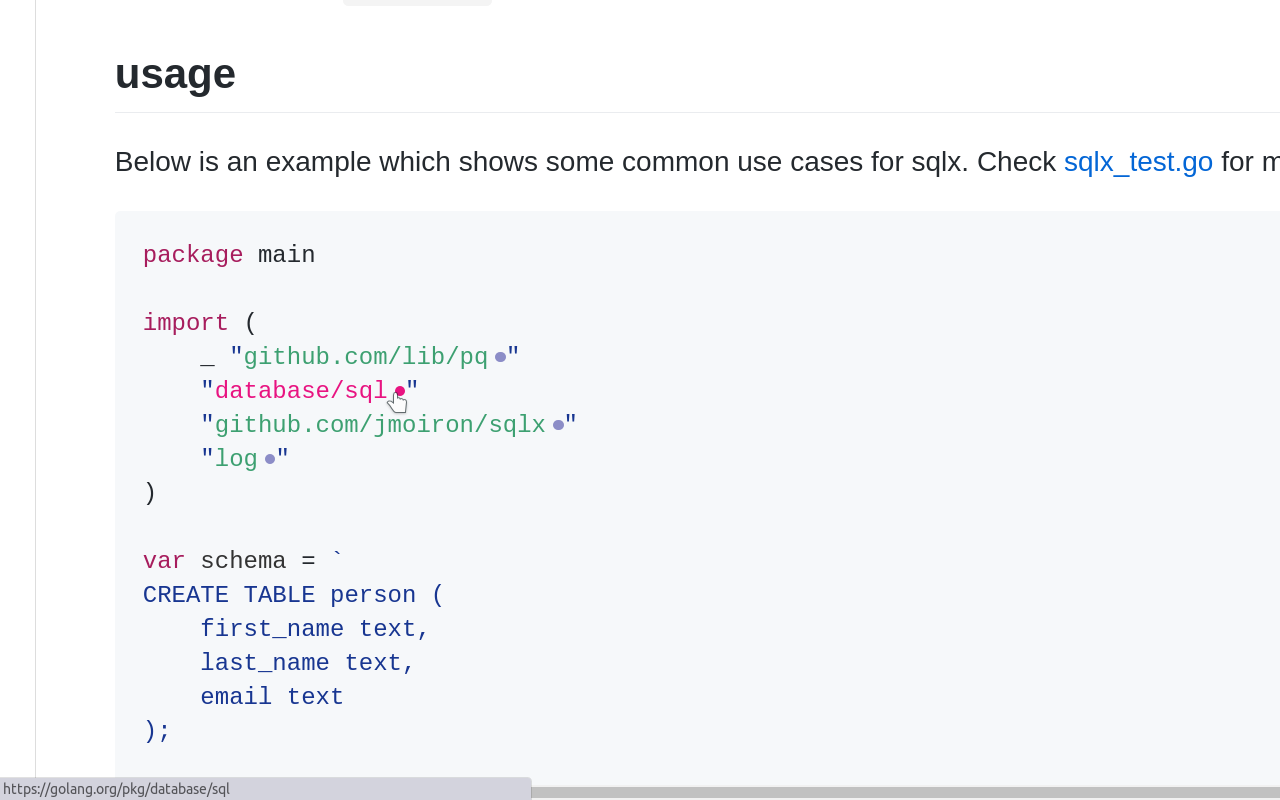 usage
Below is an example which shows some common use cases for sqlx. Check sqlx_test.go for m
package main
import (
    _ "github.com/lib/pq"
    "database/sql"
    "github.com/jmoiron/sqlx"
    "log"
)
var schema = `
CREATE TABLE person (
    first_name text,
    last_name text,
    email text
);
https://golang.org/pkg/database/sql